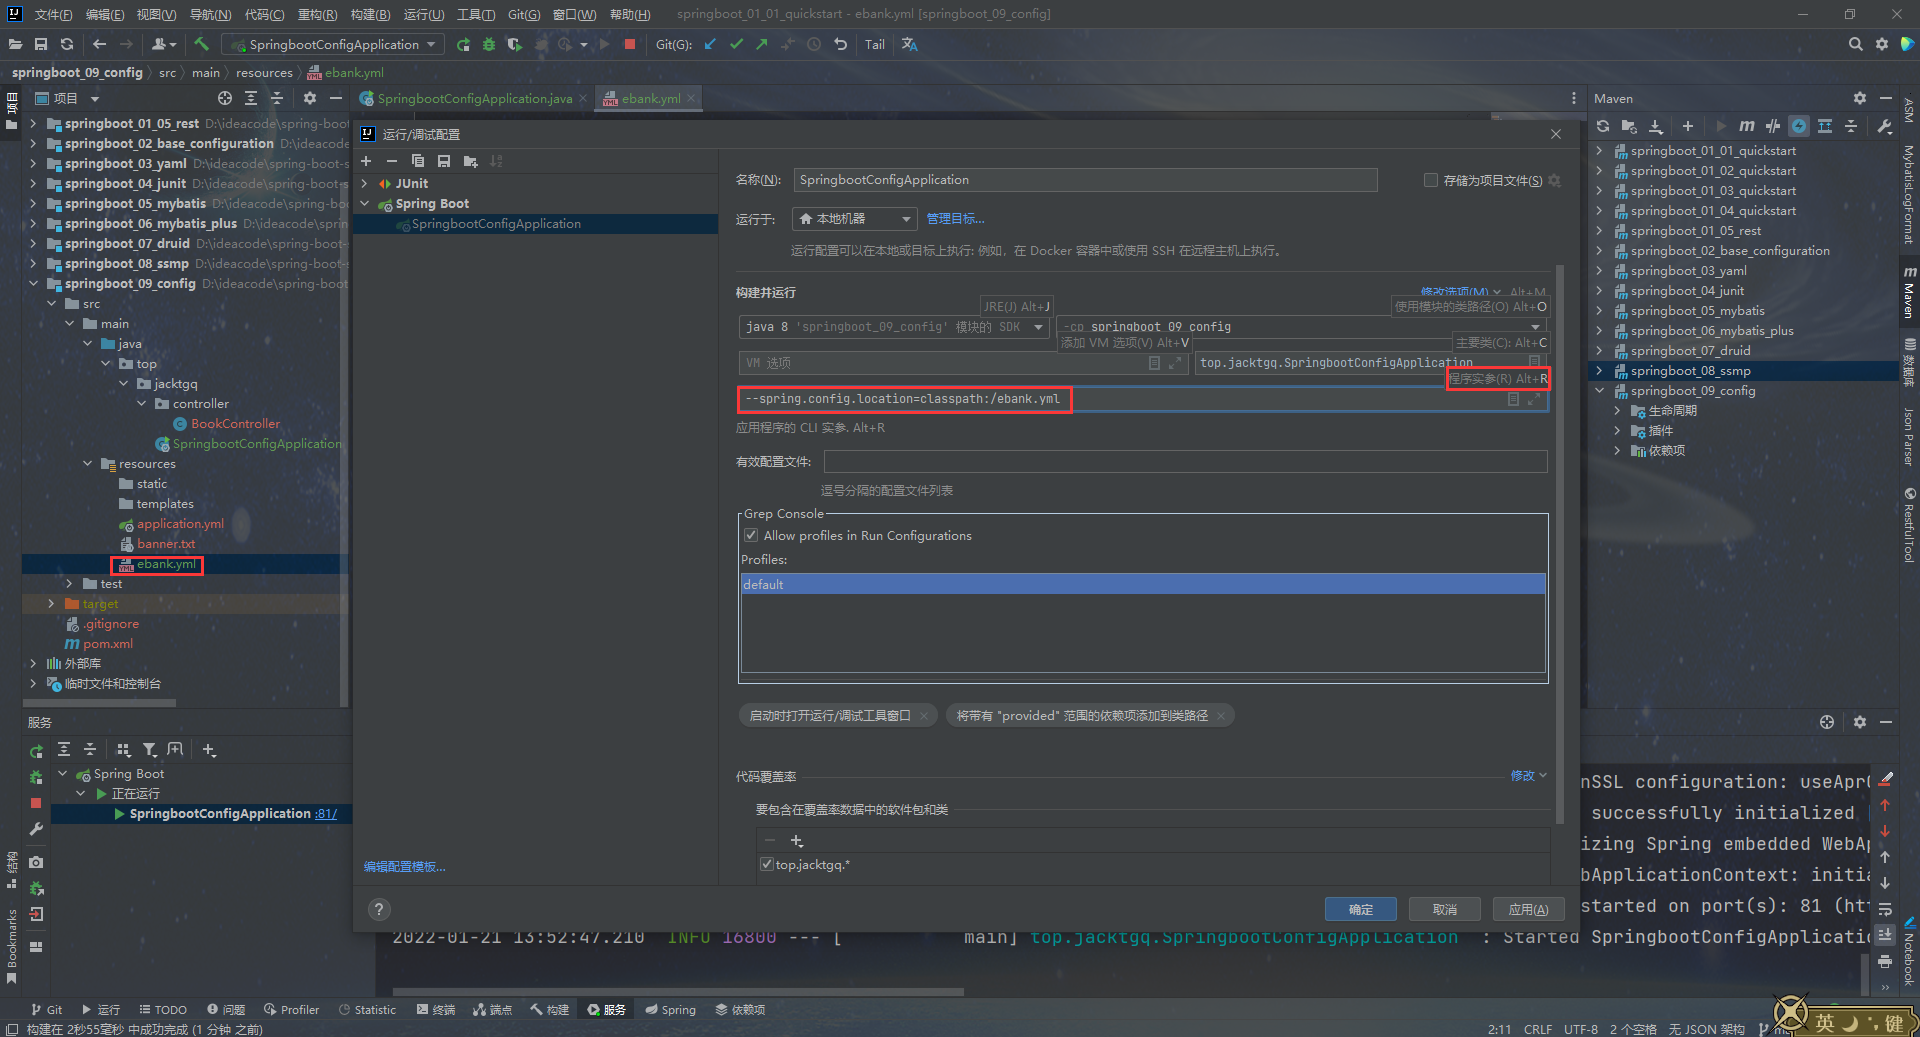 文件(F) 编辑(E) 视图(V) 导航(N) 代码(C) 重构(R) 构建(B) 运行(U) 工具(T) Git(G) 窗口(W) 帮助(H) springboot_01_01_quickstart - ebank.yml [springboot_09_config]
SpringbootConfigApplication Git(G): Tail
springboot_09_config src main resources ebank.yml
项目
SpringbootConfigApplication.java ebank.yml
Maven
springboot_01_05_rest D:\ideacode\spring-boot
springboot_02_base_configuration D:\ideacode
springboot_03_yaml D:\ideacode\spring-boot-s
springboot_04_junit D:\ideacode\spring-boot-s
springboot_05_mybatis D:\ideacode\spring-boot
springboot_06_mybatis_plus D:\ideacode\spring
springboot_07_druid D:\ideacode\spring-boot-s
springboot_08_ssmp D:\ideacode\spring-boot-s
springboot_09_config D:\ideacode\spring-boot
src
main
java
top
jacktgq
controller
BookController
SpringbootConfigApplication
resources
static
templates
application.yml
banner.txt
ebank.yml
test
target
.gitignore
pom.xml
外部库
临时文件和控制台
运行/调试配置
JUnit
Spring Boot
SpringbootConfigApplication
编辑配置模板...
名称(N): SpringbootConfigApplication 存储为项目文件(S)
运行于: 本地机器 管理目标...
运行配置可以在本地或目标上执行: 例如, 在 Docker 容器中或使用 SSH 在远程主机上执行。
构建并运行 修改选项(M) Alt+M
JRE(J) Alt+J 使用模块的类路径(O) Alt+O
java 8 'springboot_09_config' 模块的 SDK -cp springboot_09_config
添加 VM 选项(V) Alt+V 主要类(C): Alt+C
VM 选项 top.jacktgq.SpringbootConfigApplication
程序实参(R) Alt+R
--spring.config.location=classpath:/ebank.yml
应用程序的 CLI 实参. Alt+R
有效配置文件:
逗号分隔的配置文件列表
Grep Console
Allow profiles in Run Configurations
Profiles:
default
启动时打开运行/调试工具窗口 将带有 "provided" 范围的依赖项添加到类路径
代码覆盖率 修改
要包含在覆盖率数据中的软件包和类
top.jacktgq.*
确定 取消 应用(A)
springboot_01_01_quickstart
springboot_01_02_quickstart
springboot_01_03_quickstart
springboot_01_04_quickstart
springboot_01_05_rest
springboot_02_base_configuration
springboot_03_yaml
springboot_04_junit
springboot_05_mybatis
springboot_06_mybatis_plus
springboot_07_druid
springboot_08_ssmp
springboot_09_config
生命周期
插件
依赖项
ASM
MybatisLogFormat
Maven
数据库
Json Parser
RestfulTool
Notebook
项目
结构
Bookmarks
服务
Spring Boot
正在运行
SpringbootConfigApplication :81/
nSSL configuration: useApr
successfully initialized
izing Spring embedded WebAp
bApplicationContext: initia
started on port(s): 81 (htt
2022-01-21 13:52:47.210 INFO 16800 --- [ main] top.jacktgq.SpringbootConfigApplication : Started SpringbootConfigApplicatio
Git 运行 TODO 问题 Profiler Statistic 终端 端点 构建 服务 Spring 依赖项
构建在 2秒55毫秒 中成功完成 (1 分钟 之前)
2:11 CRLF UTF-8 2 个空格 无 JSON 架构
英 键